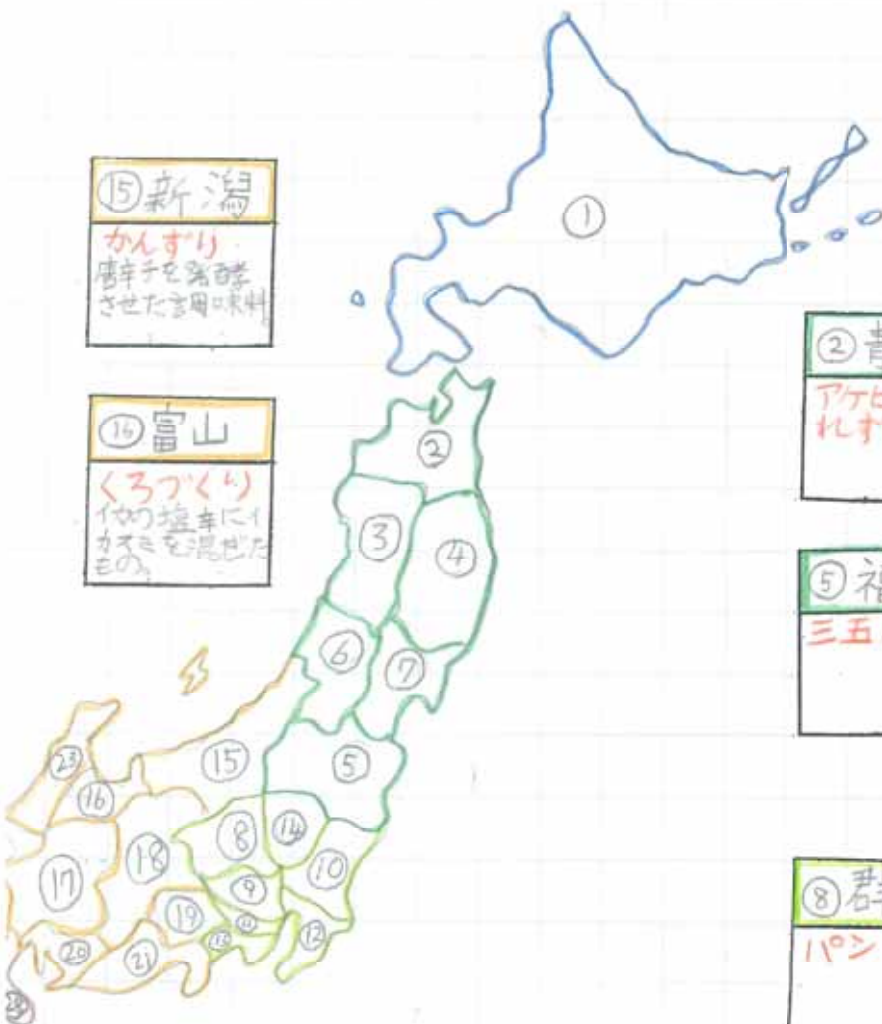 ⑮新潟
かんずり
唐辛子を発酵
させた調味料
⑯富山
くろづくり
イカの塩辛にイ
カスミを混ぜた
もの。
②青
アケビ
れず
⑤福
三五
⑧群
パン
①
②
③
④
⑥
⑦
⑤
⑮
㉓
⑯
⑧
⑭
⑱
⑩
⑰
⑨
⑲
⑫
⑳
㉑